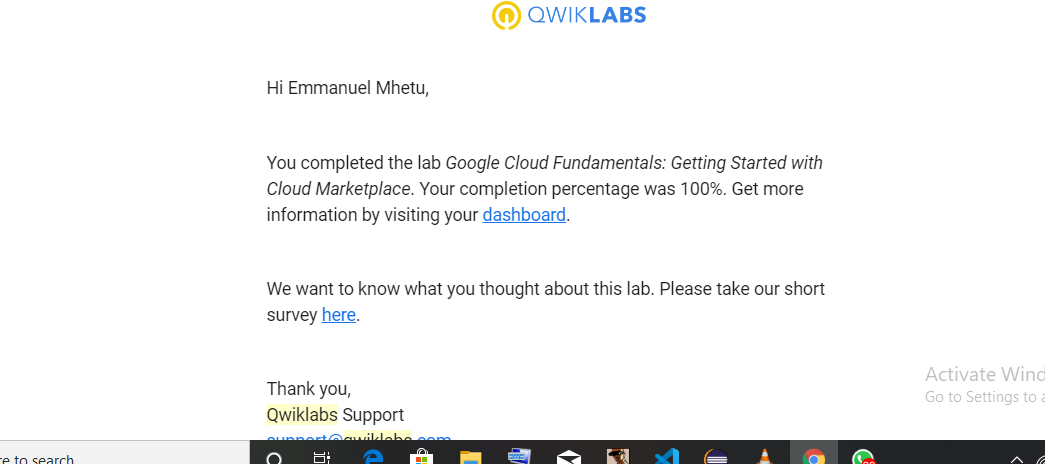 QWIKLABS
Hi Emmanuel Mhetu,
You completed the lab Google Cloud Fundamentals: Getting Started with
Cloud Marketplace. Your completion percentage was 100%. Get more
information by visiting your dashboard.
We want to know what you thought about this lab. Please take our short
survey here.
Activate Wind
Go to Settings to a
Thank you,
Qwiklabs Support
support@qwiklabs.com
re to search